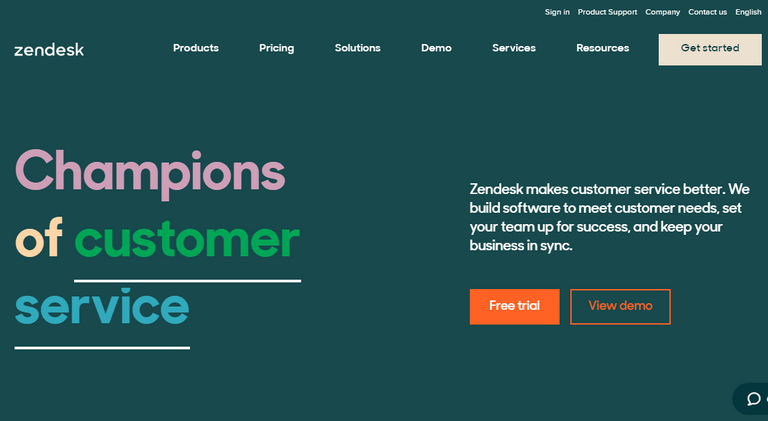 Sign in Product Support Company Contact us English
zendesk Products Pricing Solutions Demo Services Resources Get started
Champions
of customer
service
Zendesk makes customer service better. We
build software to meet customer needs, set
your team up for success, and keep your
business in sync.
Free trial View demo